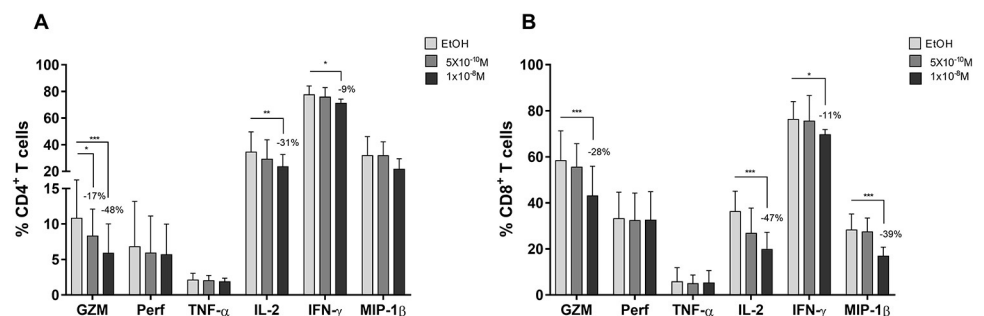 A
EtOH
5X10⁻¹⁰M
1x10⁻⁸M
% CD4⁺ T cells
100
80
60
40
20
15
10
5
0
***
*
-17%
-48%
**
-31%
*
-9%
GZM Perf TNF-α IL-2 IFN-γ MIP-1β
B
EtOH
5X10⁻¹⁰M
1x10⁻⁸M
% CD8⁺ T cells
100
80
60
40
20
0
***
-28%
***
-47%
*
-11%
***
-39%
GZM Perf TNF-α IL-2 IFN-γ MIP-1β